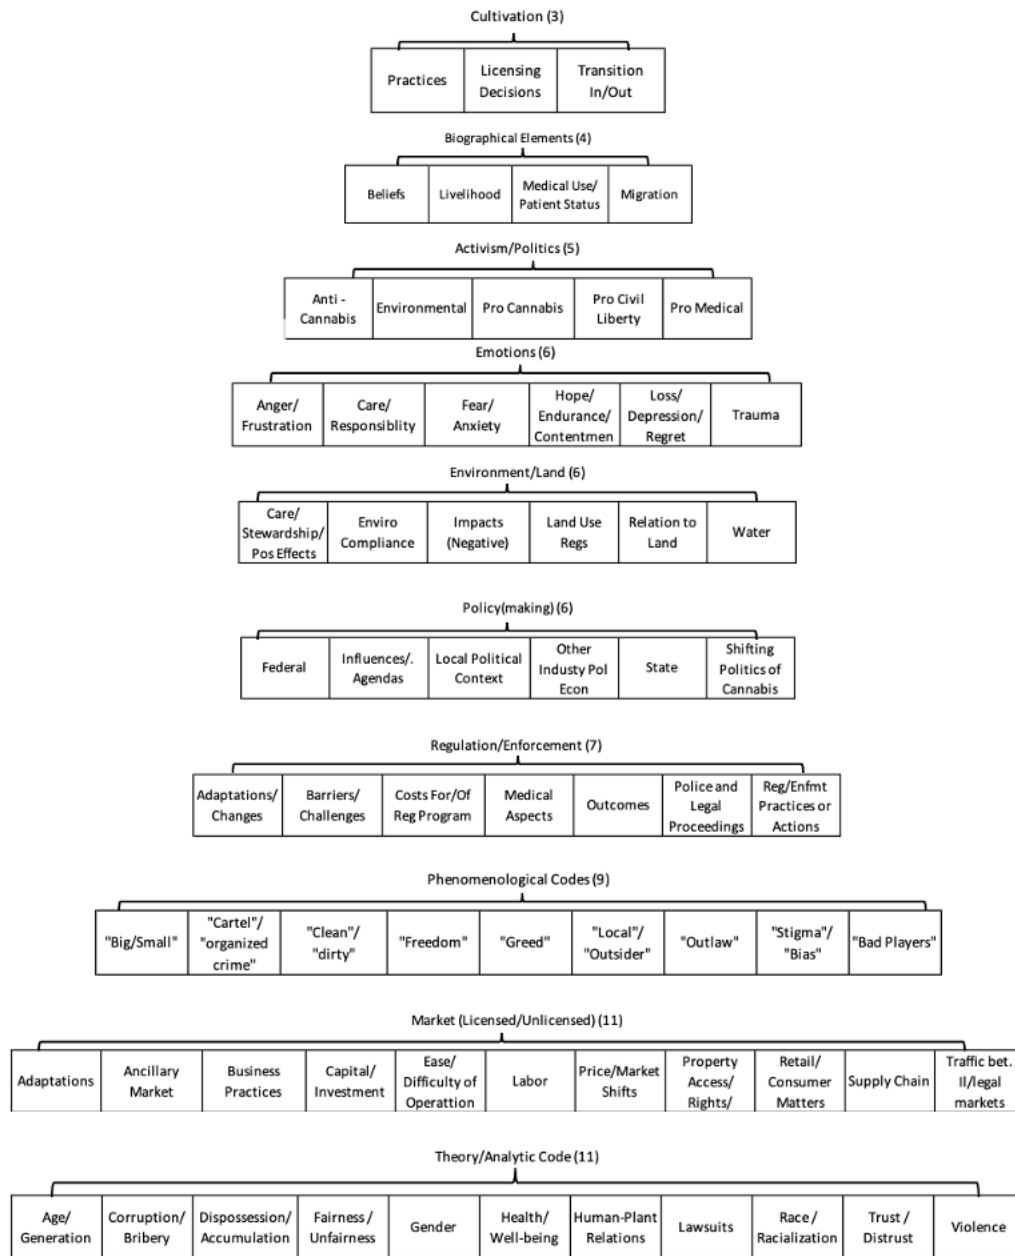 Cultivation (3)
Practices
Licensing
Decisions
Transition
In/Out
Biographical Elements (4)
Beliefs
Livelihood
Medical Use/
Patient Status
Migration
Activism/Politics (5)
Anti -
Cannabis
Environmental
Pro Cannabis
Pro Civil
Liberty
Pro Medical
Emotions (6)
Anger/
Frustration
Care/
Responsiblity
Fear/
Anxiety
Hope/
Endurance/
Contentmen
Loss/
Depression/
Regret
Trauma
Environment/Land (6)
Care/
Stewardship/
Pos Effects
Enviro
Compliance
Impacts
(Negative)
Land Use
Regs
Relation to
Land
Water
Policy(making) (6)
Federal
Influences/.
Agendas
Local Political
Context
Other
Industy Pol
Econ
State
Shifting
Politics of
Cannabis
Regulation/Enforcement (7)
Adaptations/
Changes
Barriers/
Challenges
Costs For/Of
Reg Program
Medical
Aspects
Outcomes
Police and
Legal
Proceedings
Reg/Enfmt
Practices or
Actions
Phenomenological Codes (9)
"Big/Small"
"Cartel"/
"organized
crime"
"Clean"/
"dirty"
"Freedom"
"Greed"
"Local"/
"Outsider"
"Outlaw"
"Stigma"/
"Bias"
"Bad Players"
Market (Licensed/Unlicensed) (11)
Adaptations
Ancillary
Market
Business
Practices
Capital/
Investment
Ease/
Difficulty of
Operattion
Labor
Price/Market
Shifts
Property
Access/
Rights/
Retail/
Consumer
Matters
Supply Chain
Traffic bet.
Il/legal
markets
Theory/Analytic Code (11)
Age/
Generation
Corruption/
Bribery
Dispossession/
Accumulation
Fairness /
Unfairness
Gender
Health/
Well-being
Human-Plant
Relations
Lawsuits
Race /
Racialization
Trust /
Distrust
Violence